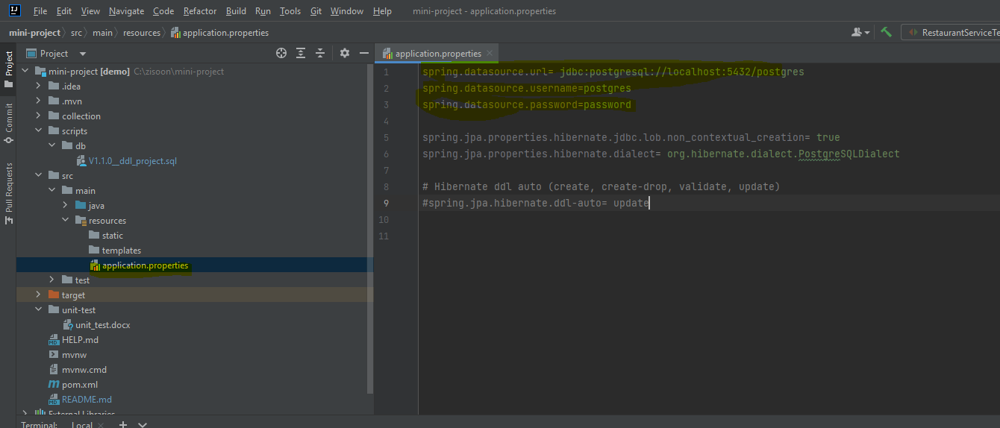 IJ File Edit View Navigate Code Refactor Build Run Tools Git Window Help mini-project - application.properties
mini-project src main resources application.properties RestaurantServiceTe
Project
Commit
Pull Requests
Project
mini-project [demo] C:\zisoon\mini-project
.idea
.mvn
collection
scripts
db
V1.1.0__ddl_project.sql
src
main
java
resources
static
templates
application.properties
test
target
unit-test
unit_test.docx
HELP.md
mvnw
mvnw.cmd
pom.xml
README.md
External Libraries
application.properties
1 spring.datasource.url= jdbc:postgresql://localhost:5432/postgres
2 spring.datasource.username=postgres
3 spring.datasource.password=password
4
5 spring.jpa.properties.hibernate.jdbc.lob.non_contextual_creation= true
6 spring.jpa.properties.hibernate.dialect= org.hibernate.dialect.PostgreSQLDialect
7
8 # Hibernate ddl auto (create, create-drop, validate, update)
9 #spring.jpa.hibernate.ddl-auto= update
10
11
Terminal: Local